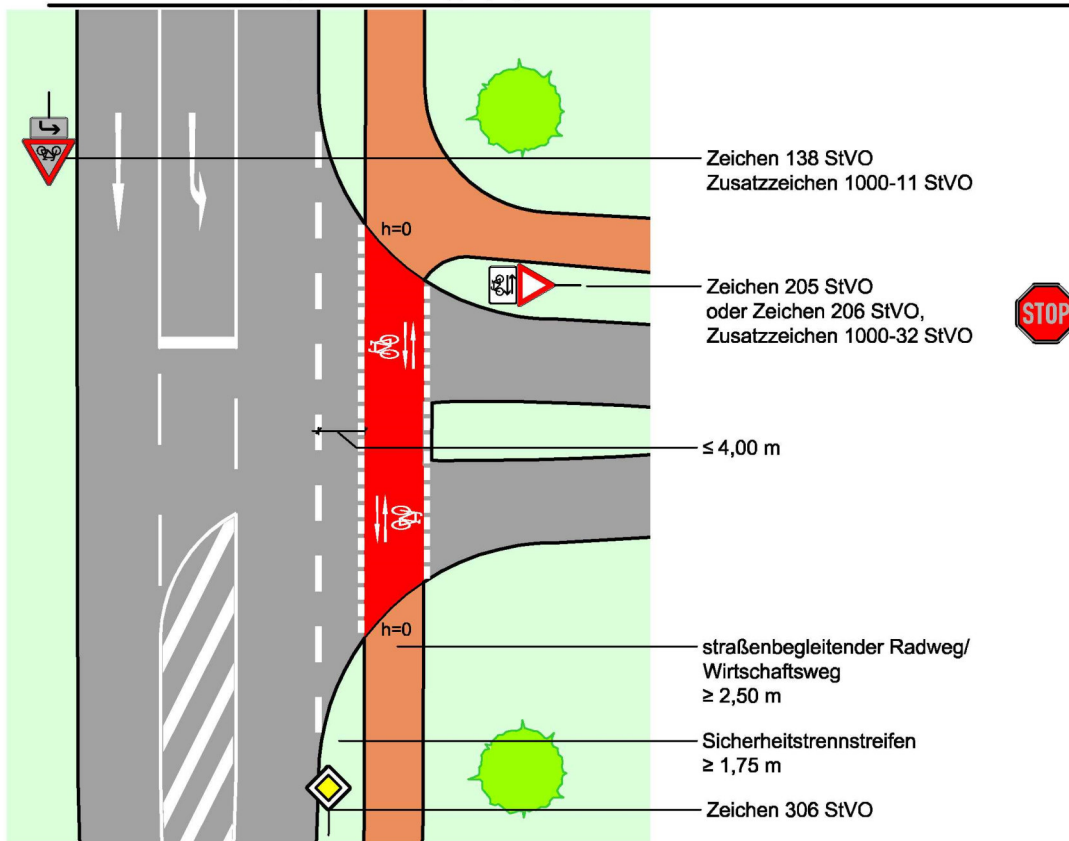 Zeichen 138 StVO
Zusatzzeichen 1000-11 StVO
h=0
Zeichen 205 StVO
oder Zeichen 206 StVO,
Zusatzzeichen 1000-32 StVO
STOP
≤ 4,00 m
h=0
straßenbegleitender Radweg/
Wirtschaftsweg
≥ 2,50 m
Sicherheitstrennstreifen
≥ 1,75 m
Zeichen 306 StVO